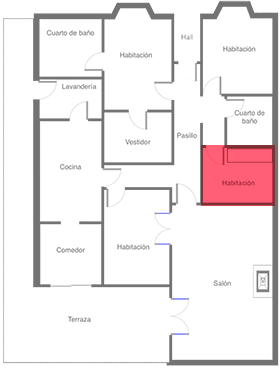 Cuarto de baño
Habitación
Hall
Habitación
Lavandería
Cuarto de
baño
Vestidor
Pasillo
Cocina
Habitación
Comedor
Habitación
Salón
Terraza